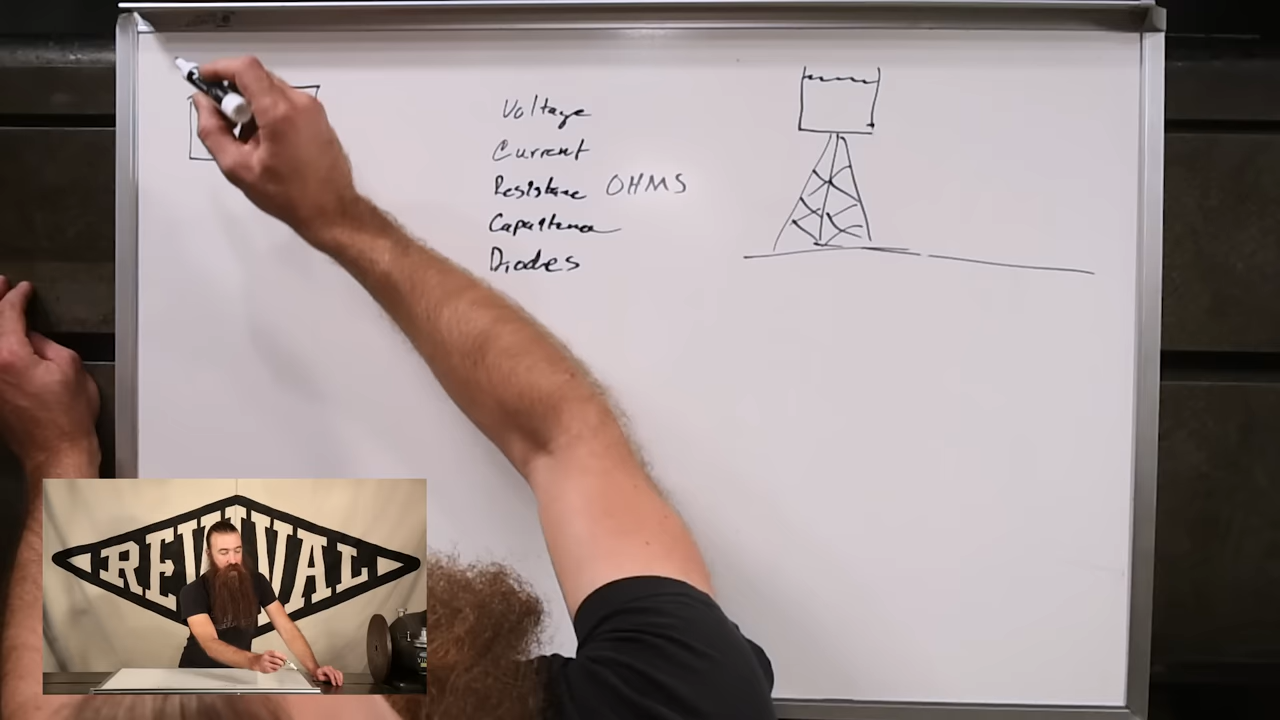 Voltage
Current
Resistance OHMS
Capacitance
Diodes
REVIVAL